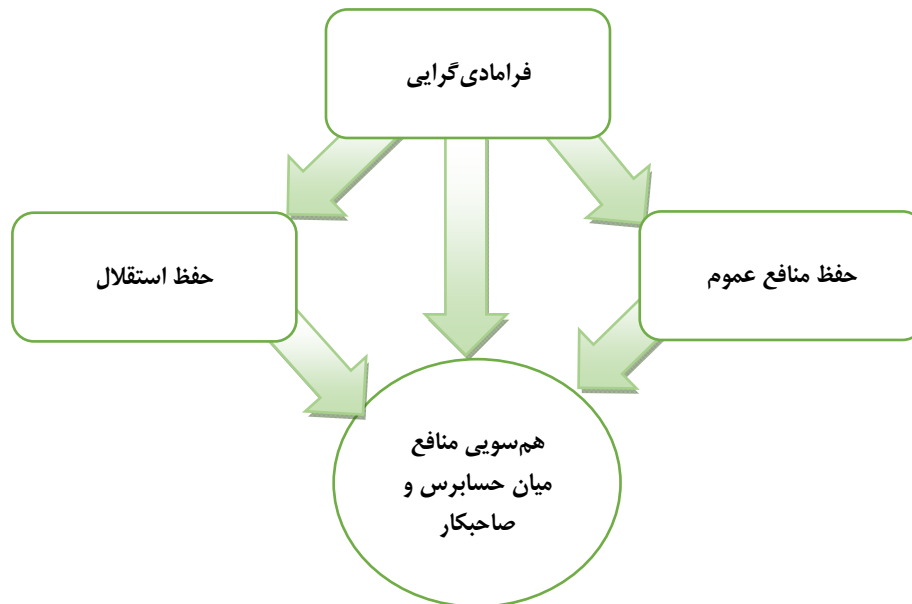 فرامادی‌گرایی
حفظ منافع عموم
حفظ استقلال
هم‌سویی منافع
میان حسابرس و
صاحبکار